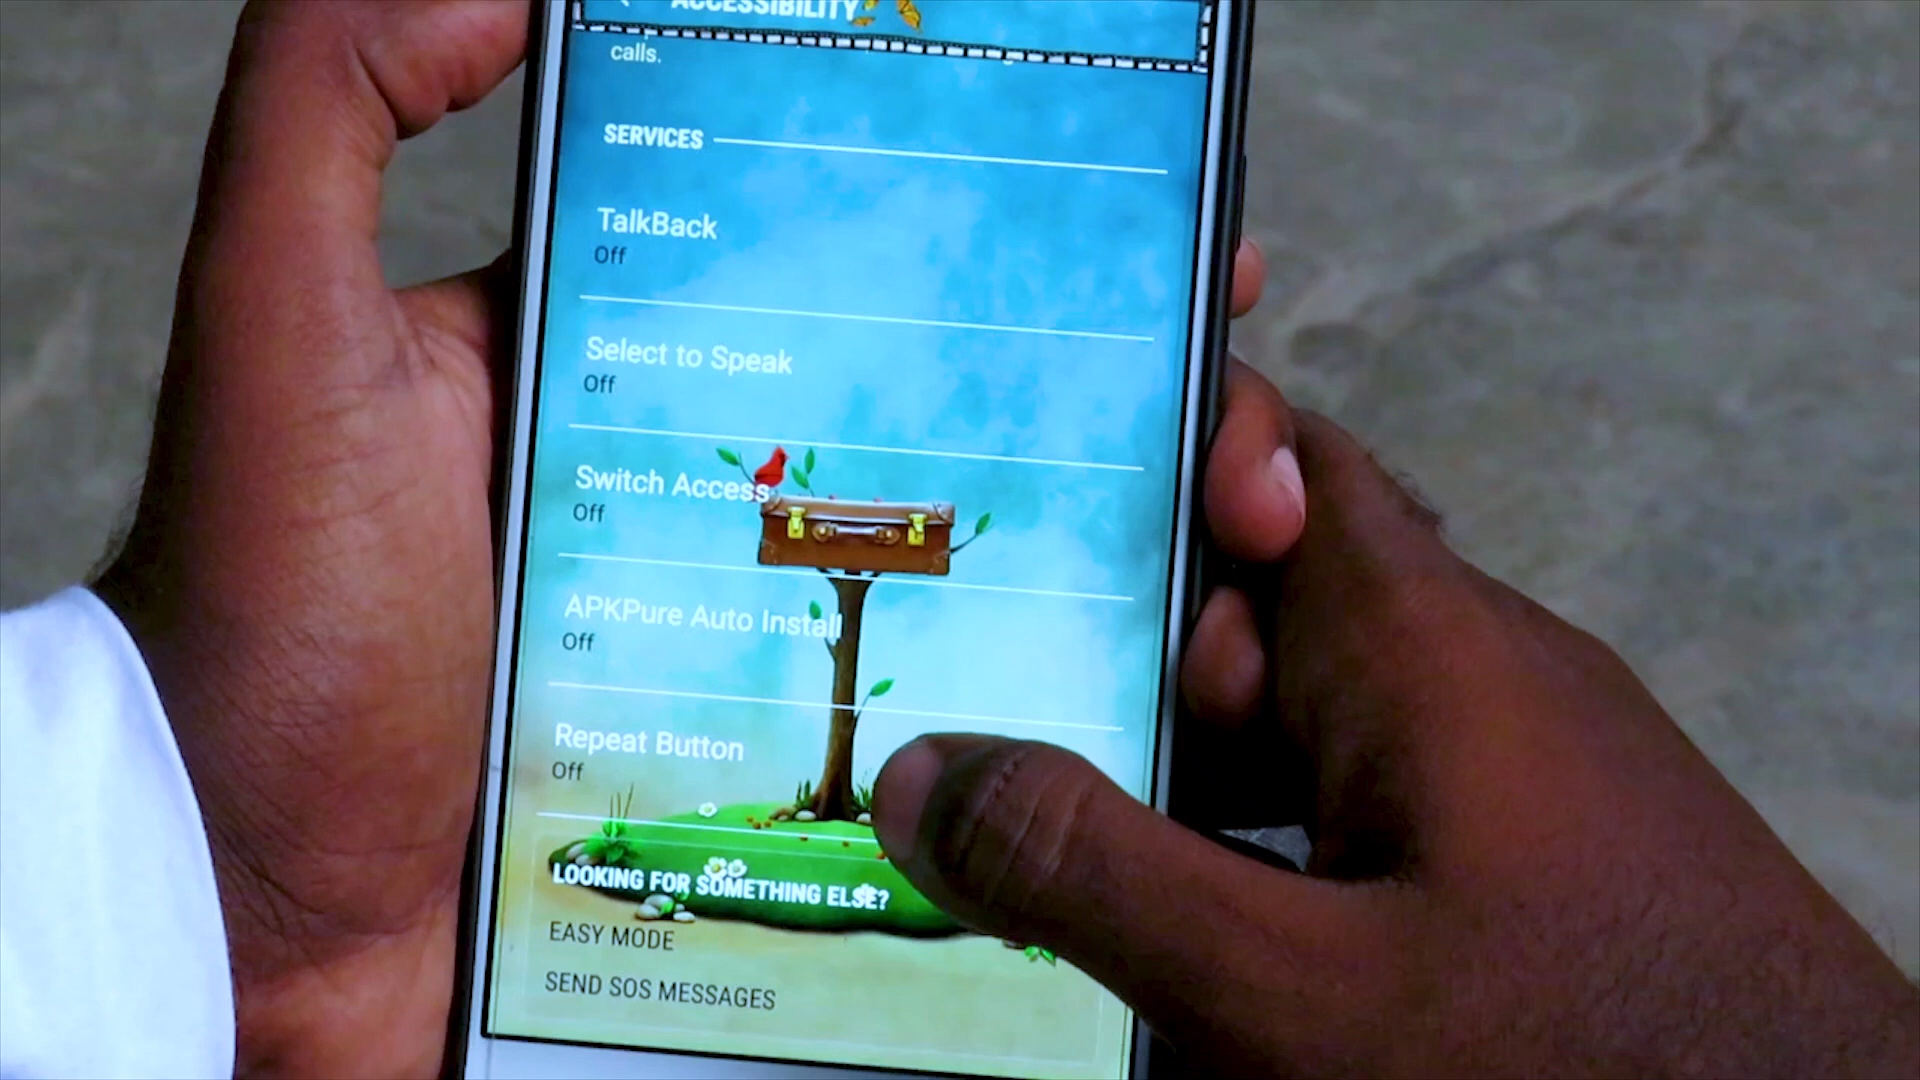 ACCESSIBILITY
calls.
SERVICES
TalkBack
Off
Select to Speak
Off
Switch Access
Off
APKPure Auto Install
Off
Repeat Button
Off
LOOKING FOR SOMETHING ELSE?
EASY MODE
SEND SOS MESSAGES